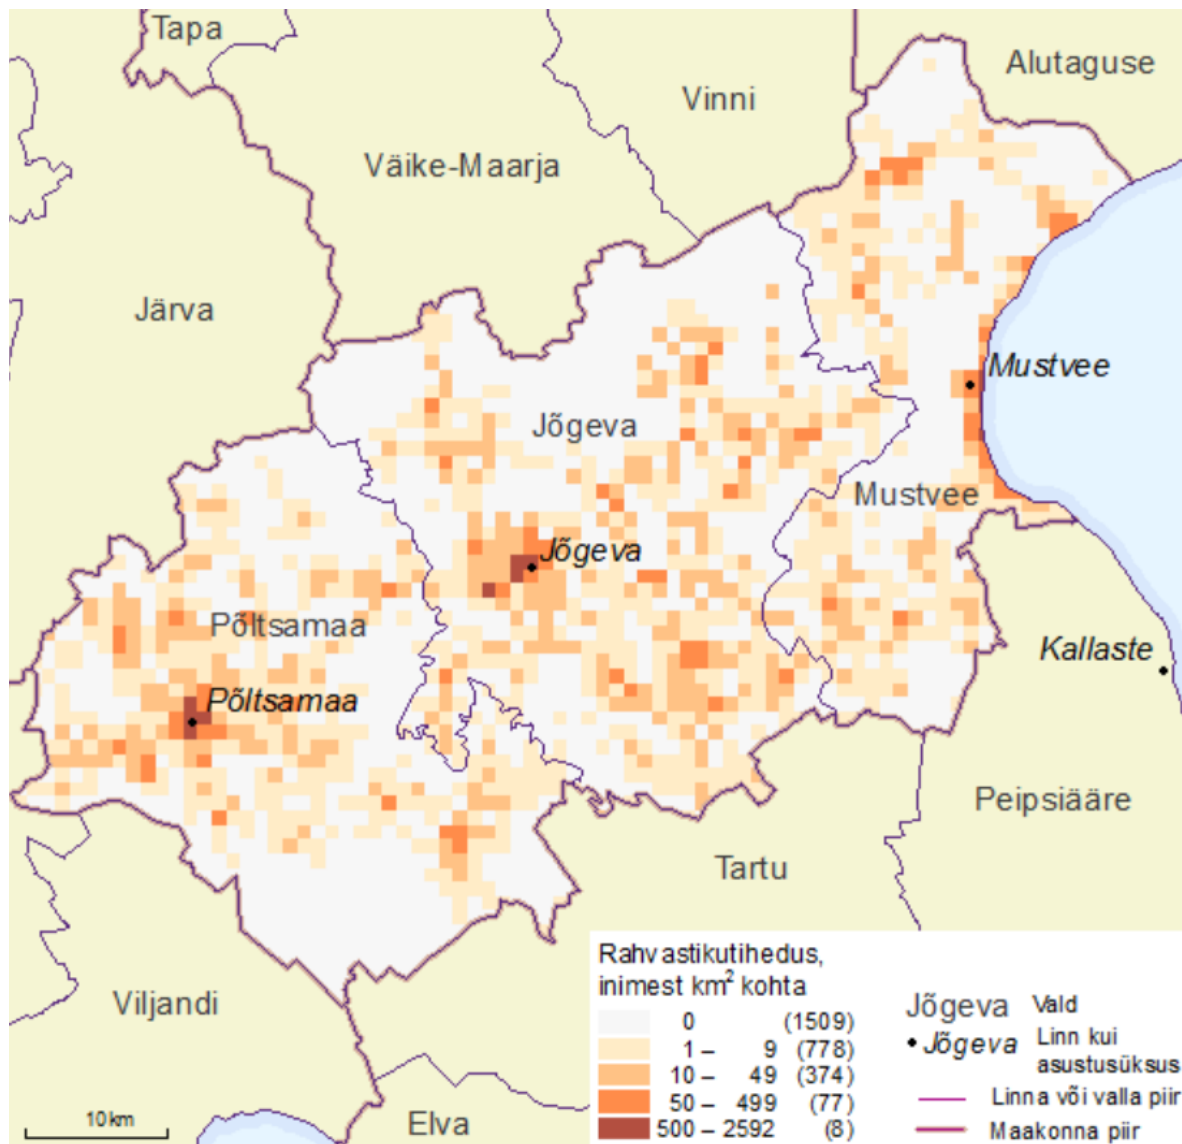 Tapa
Alutaguse
Vinni
Väike-Maarja
Järva
Mustvee
Jõgeva
Mustvee
Jõgeva
Põltsamaa
Kallaste
Põltsamaa
Peipsiääre
Tartu
Viljandi
Elva
10 km
Rahvastikutihedus,
inimest km² kohta
0 (1509)
1 – 9 (778)
10 – 49 (374)
50 – 499 (77)
500 – 2592 (8)
Jõgeva Vald
Jõgeva Linn kui
asustusüksus
Linna või valla piir
Maakonna piir